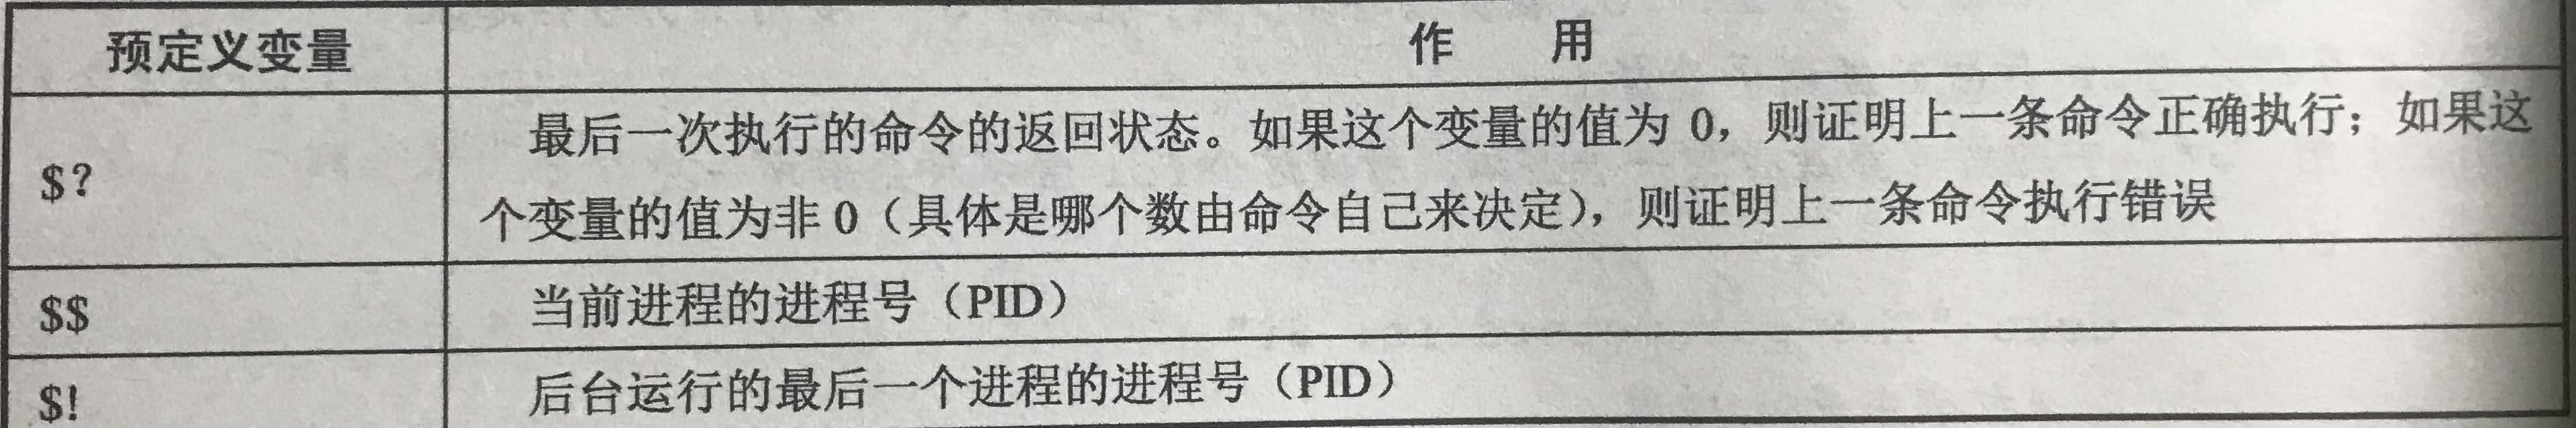 预定义变量
作 用
$?
最后一次执行的命令的返回状态。如果这个变量的值为 0，则证明上一条命令正确执行；如果这
个变量的值为非 0（具体是哪个数由命令自己来决定），则证明上一条命令执行错误
$$
当前进程的进程号（PID）
$!
后台运行的最后一个进程的进程号（PID）